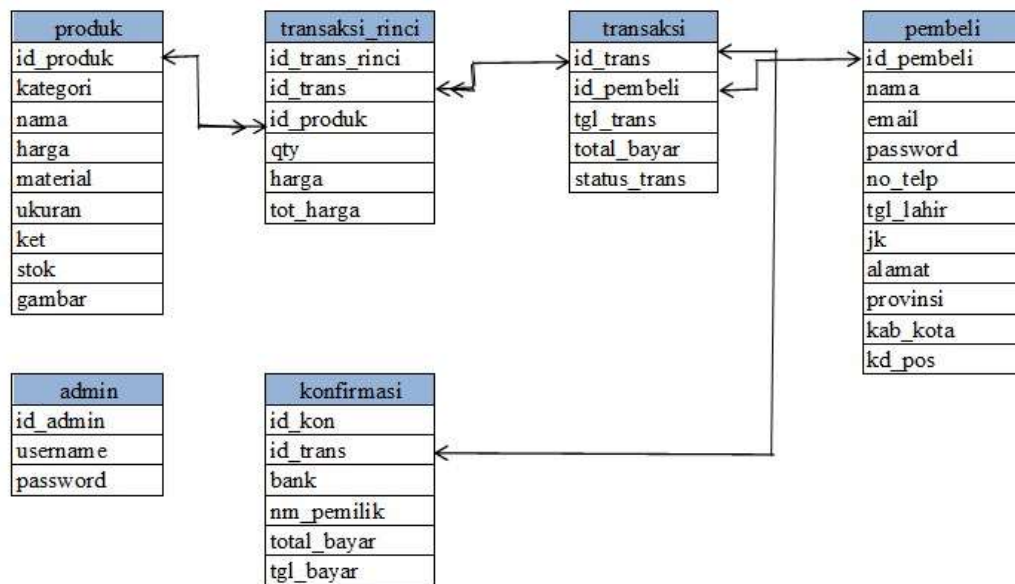 produk
id_produk
kategori
nama
harga
material
ukuran
ket
stok
gambar
transaksi_rinci
id_trans_rinci
id_trans
id_produk
qty
harga
tot_harga
transaksi
id_trans
id_pembeli
tgl_trans
total_bayar
status_trans
pembeli
id_pembeli
nama
email
password
no_telp
tgl_lahir
jk
alamat
provinsi
kab_kota
kd_pos
admin
id_admin
username
password
konfirmasi
id_kon
id_trans
bank
nm_pemilik
total_bayar
tgl_bayar